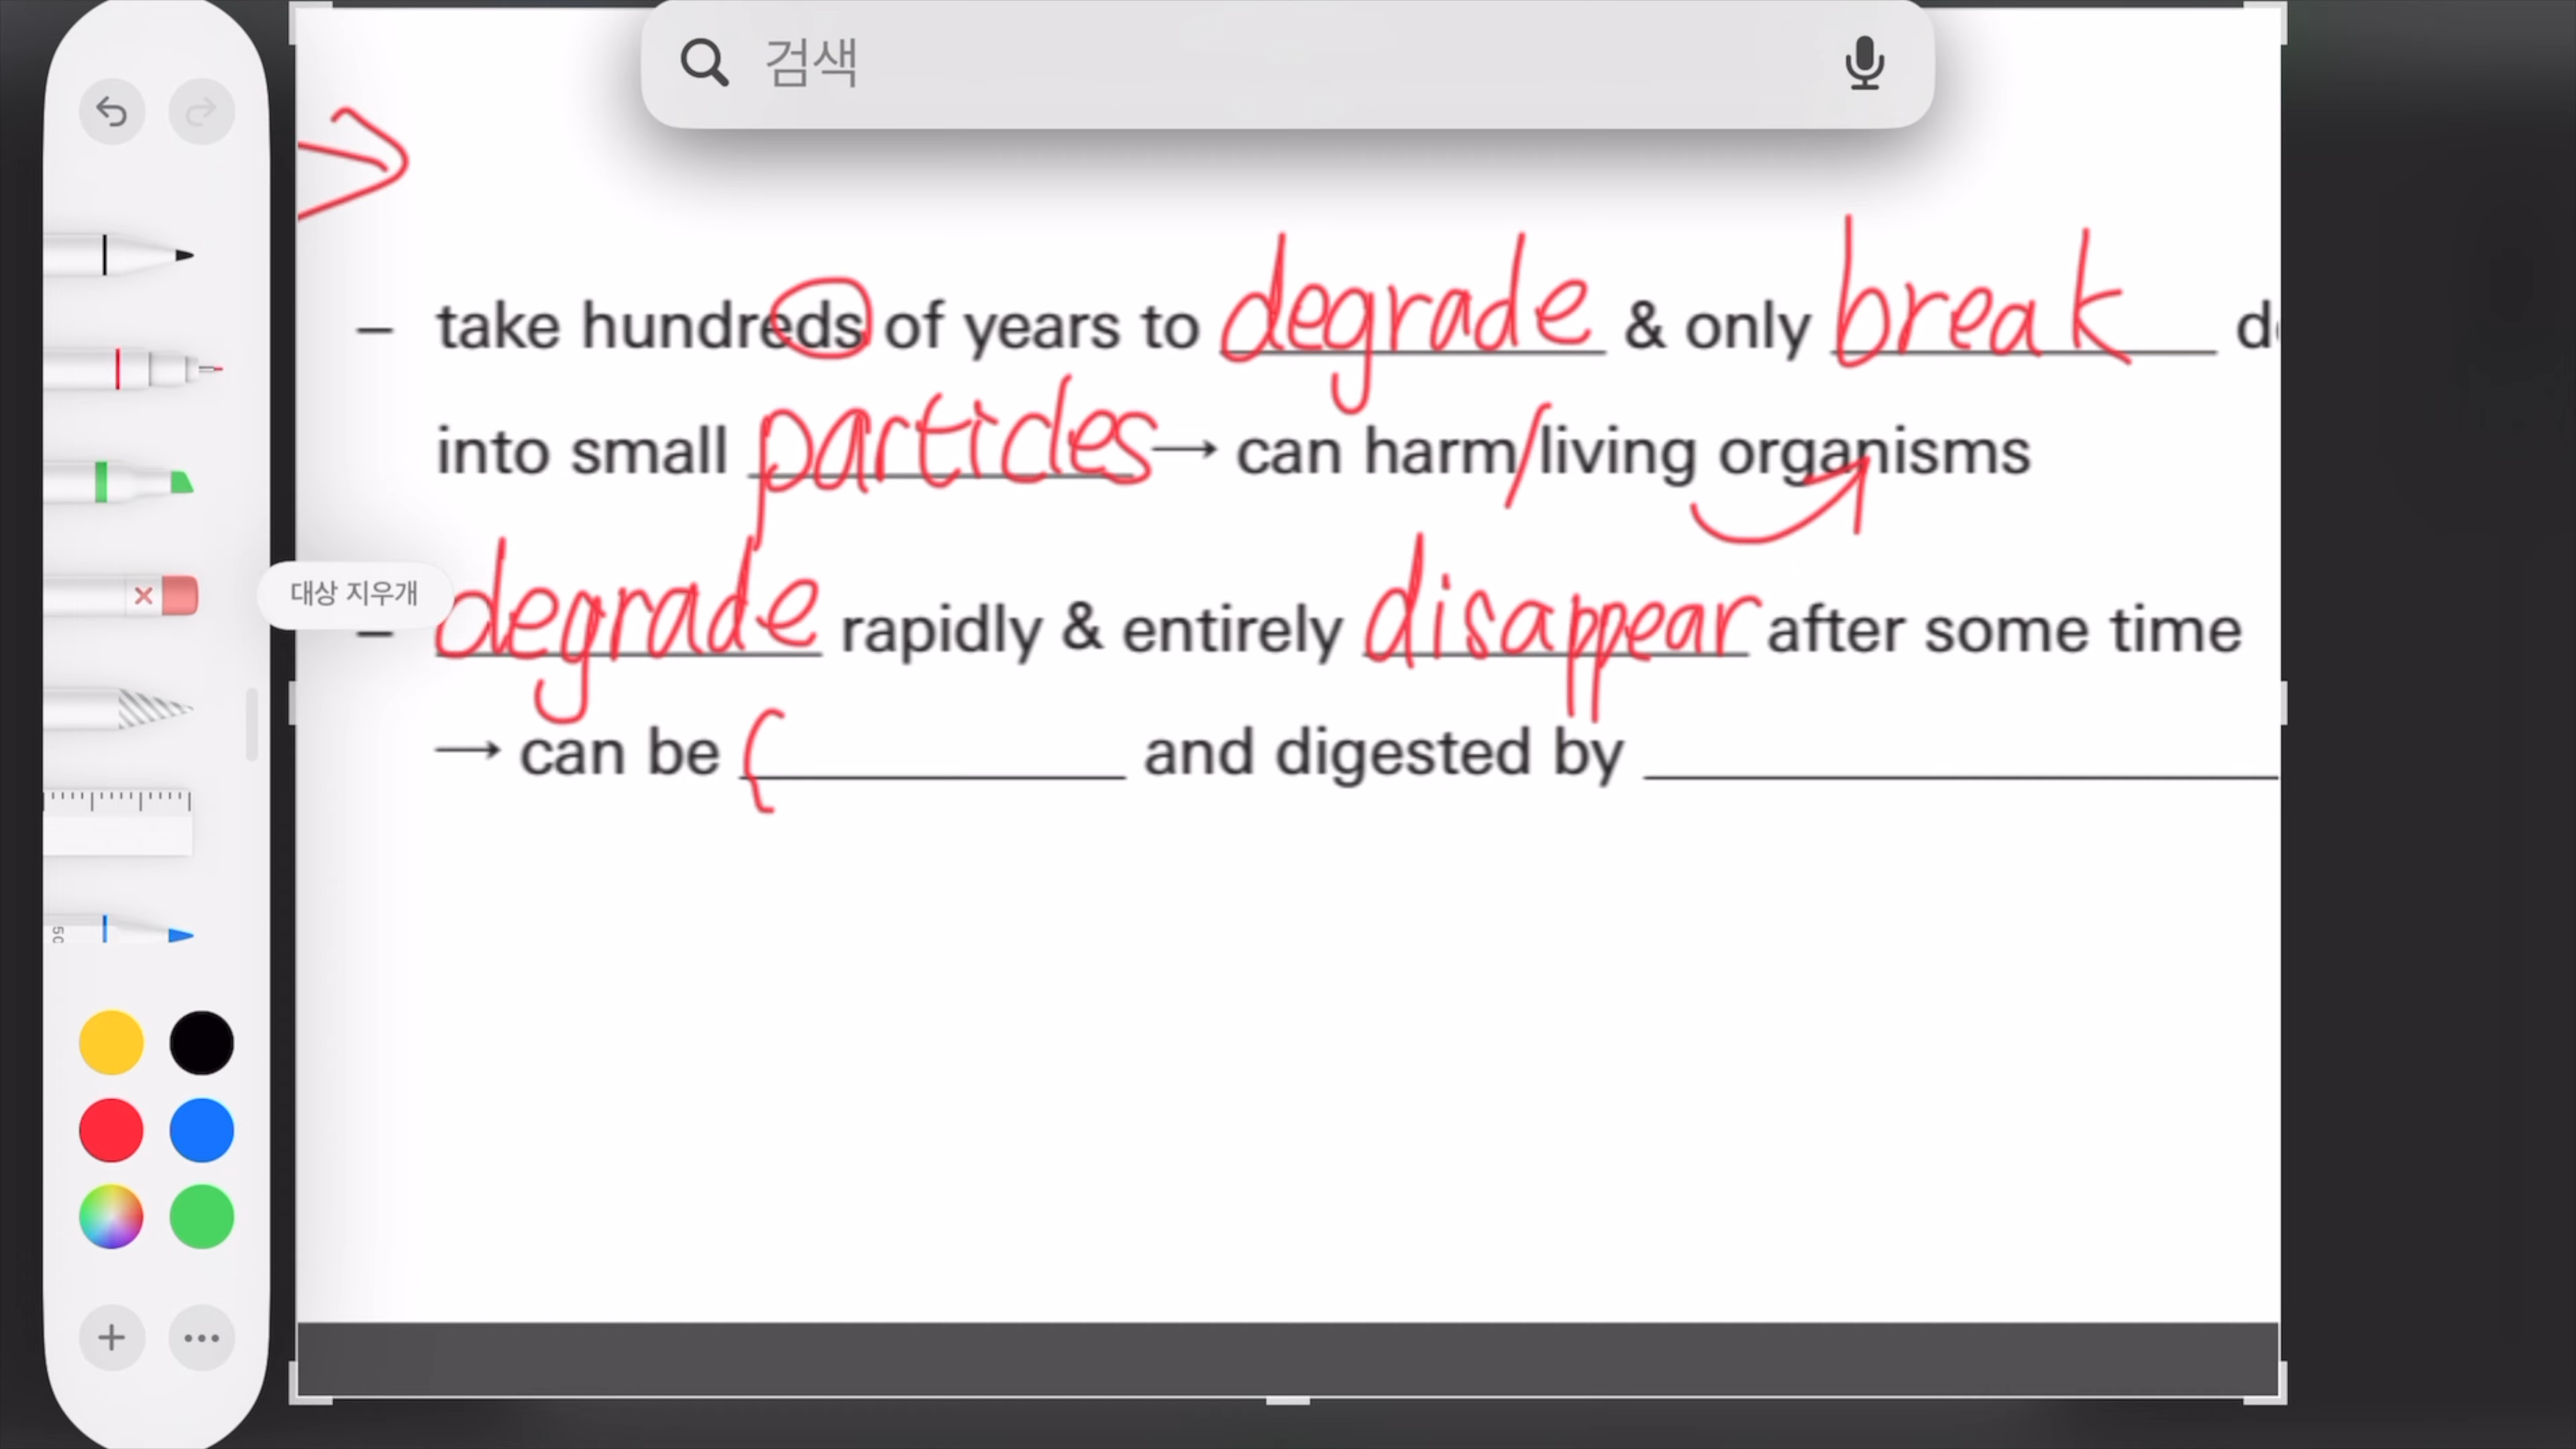 검색
– take hundreds of years to degrade & only break d
into small particles → can harm/living organisms
대상 지우개
– degrade rapidly & entirely disappear after some time
→ can be ( and digested by
50